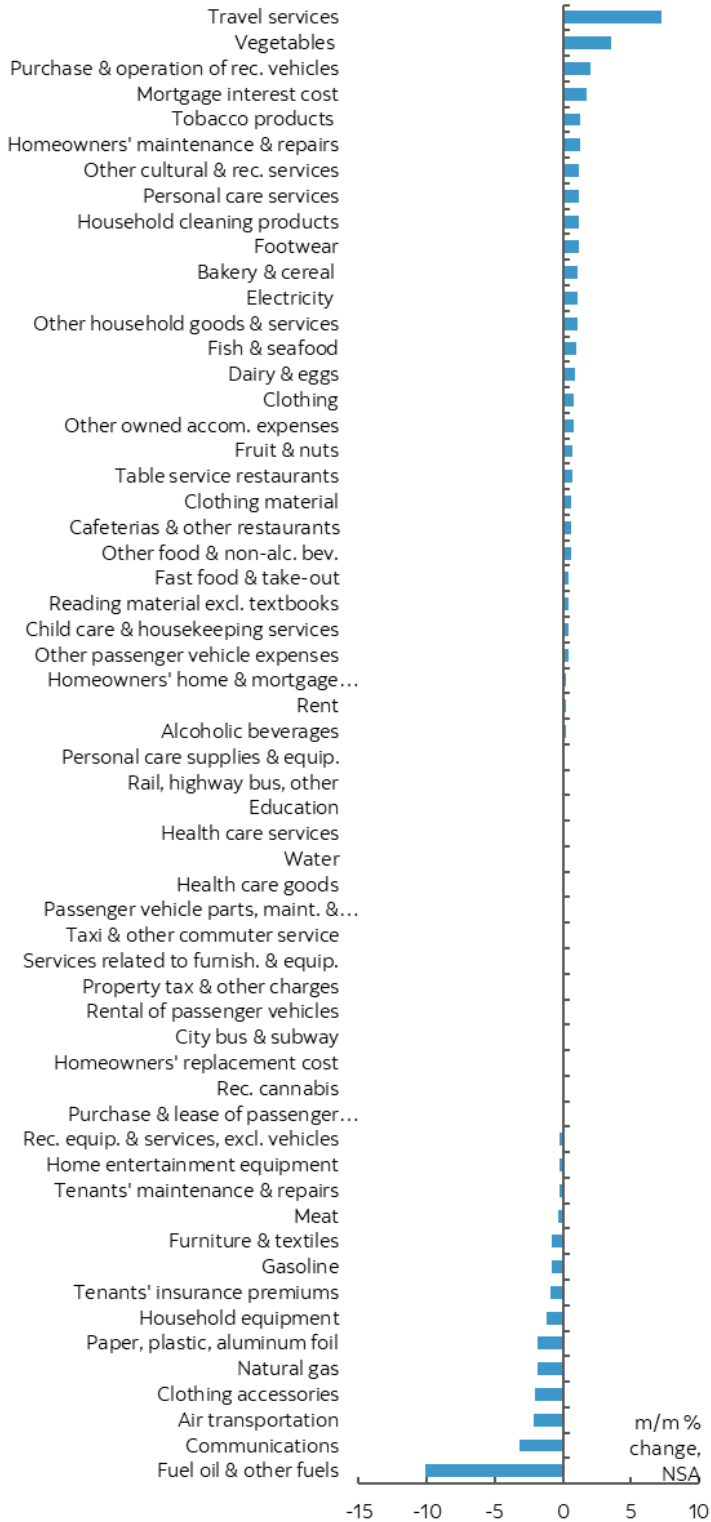 Travel services
Vegetables
Purchase & operation of rec. vehicles
Mortgage interest cost
Tobacco products
Homeowners' maintenance & repairs
Other cultural & rec. services
Personal care services
Household cleaning products
Footwear
Bakery & cereal
Electricity
Other household goods & services
Fish & seafood
Dairy & eggs
Clothing
Other owned accom. expenses
Fruit & nuts
Table service restaurants
Clothing material
Cafeterias & other restaurants
Other food & non-alc. bev.
Fast food & take-out
Reading material excl. textbooks
Child care & housekeeping services
Other passenger vehicle expenses
Homeowners' home & mortgage…
Rent
Alcoholic beverages
Personal care supplies & equip.
Rail, highway bus, other
Education
Health care services
Water
Health care goods
Passenger vehicle parts, maint. &…
Taxi & other commuter service
Services related to furnish. & equip.
Property tax & other charges
Rental of passenger vehicles
City bus & subway
Homeowners' replacement cost
Rec. cannabis
Purchase & lease of passenger…
Rec. equip. & services, excl. vehicles
Home entertainment equipment
Tenants' maintenance & repairs
Meat
Furniture & textiles
Gasoline
Tenants' insurance premiums
Household equipment
Paper, plastic, aluminum foil
Natural gas
Clothing accessories
Air transportation
Communications
Fuel oil & other fuels
m/m %
change,
NSA
-15 -10 -5 0 5 10